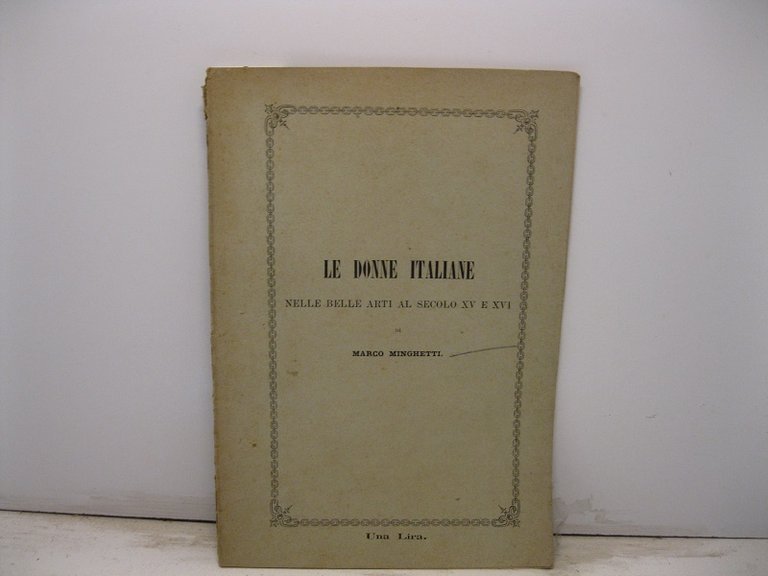 LE DONNE ITALIANE
NELLE BELLE ARTI AL SECOLO XV E XVI
DI
MARCO MINGHETTI.
Una Lira.